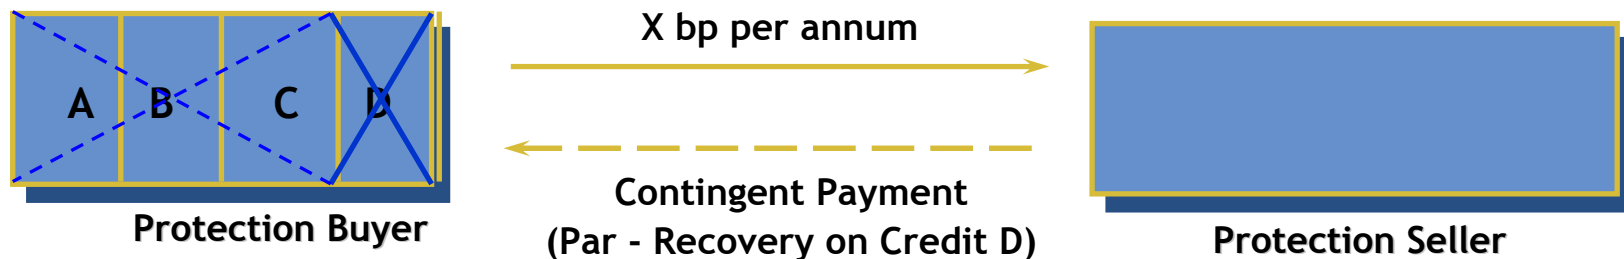 X bp per annum
A B C D
Contingent Payment
(Par - Recovery on Credit D)
Protection Buyer
Protection Seller